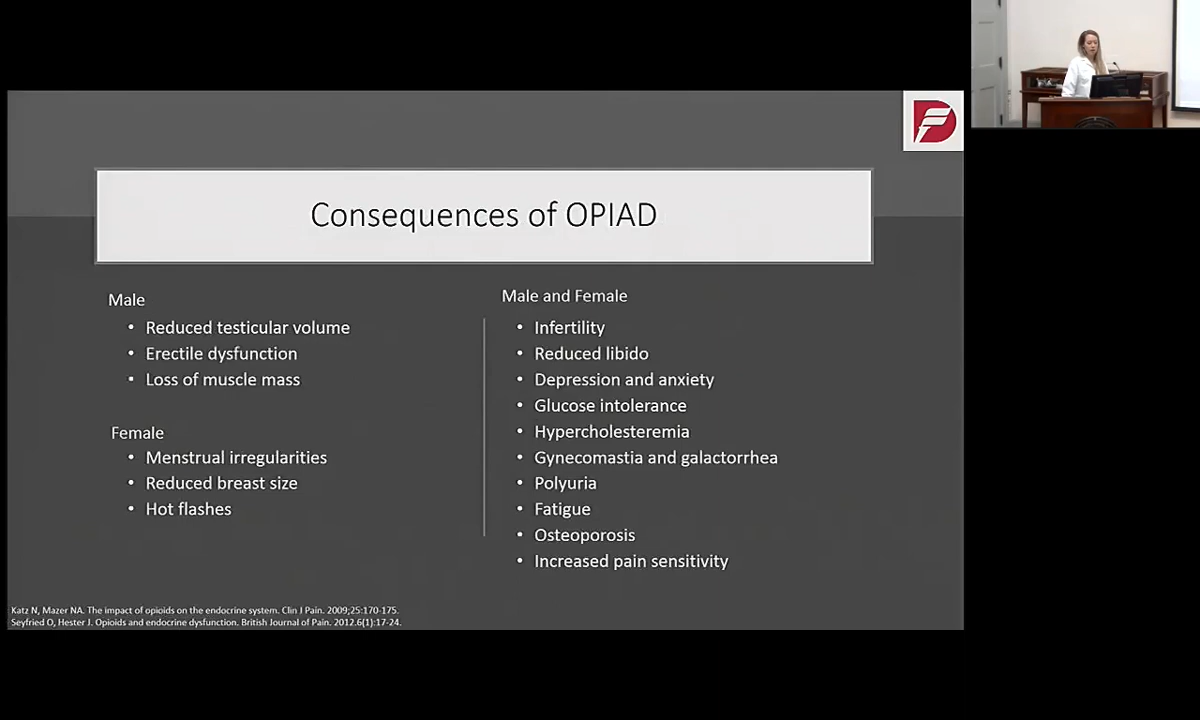 Consequences of OPIAD
Male
• Reduced testicular volume
• Erectile dysfunction
• Loss of muscle mass
Female
• Menstrual irregularities
• Reduced breast size
• Hot flashes
Male and Female
• Infertility
• Reduced libido
• Depression and anxiety
• Glucose intolerance
• Hypercholesteremia
• Gynecomastia and galactorrhea
• Polyuria
• Fatigue
• Osteoporosis
• Increased pain sensitivity
Katz N, Mazer NA. The impact of opioids on the endocrine system. Clin J Pain. 2009;25:170-175.
Seyfried O, Hester J. Opioids and endocrine dysfunction. British Journal of Pain. 2012.6(1):17-24.